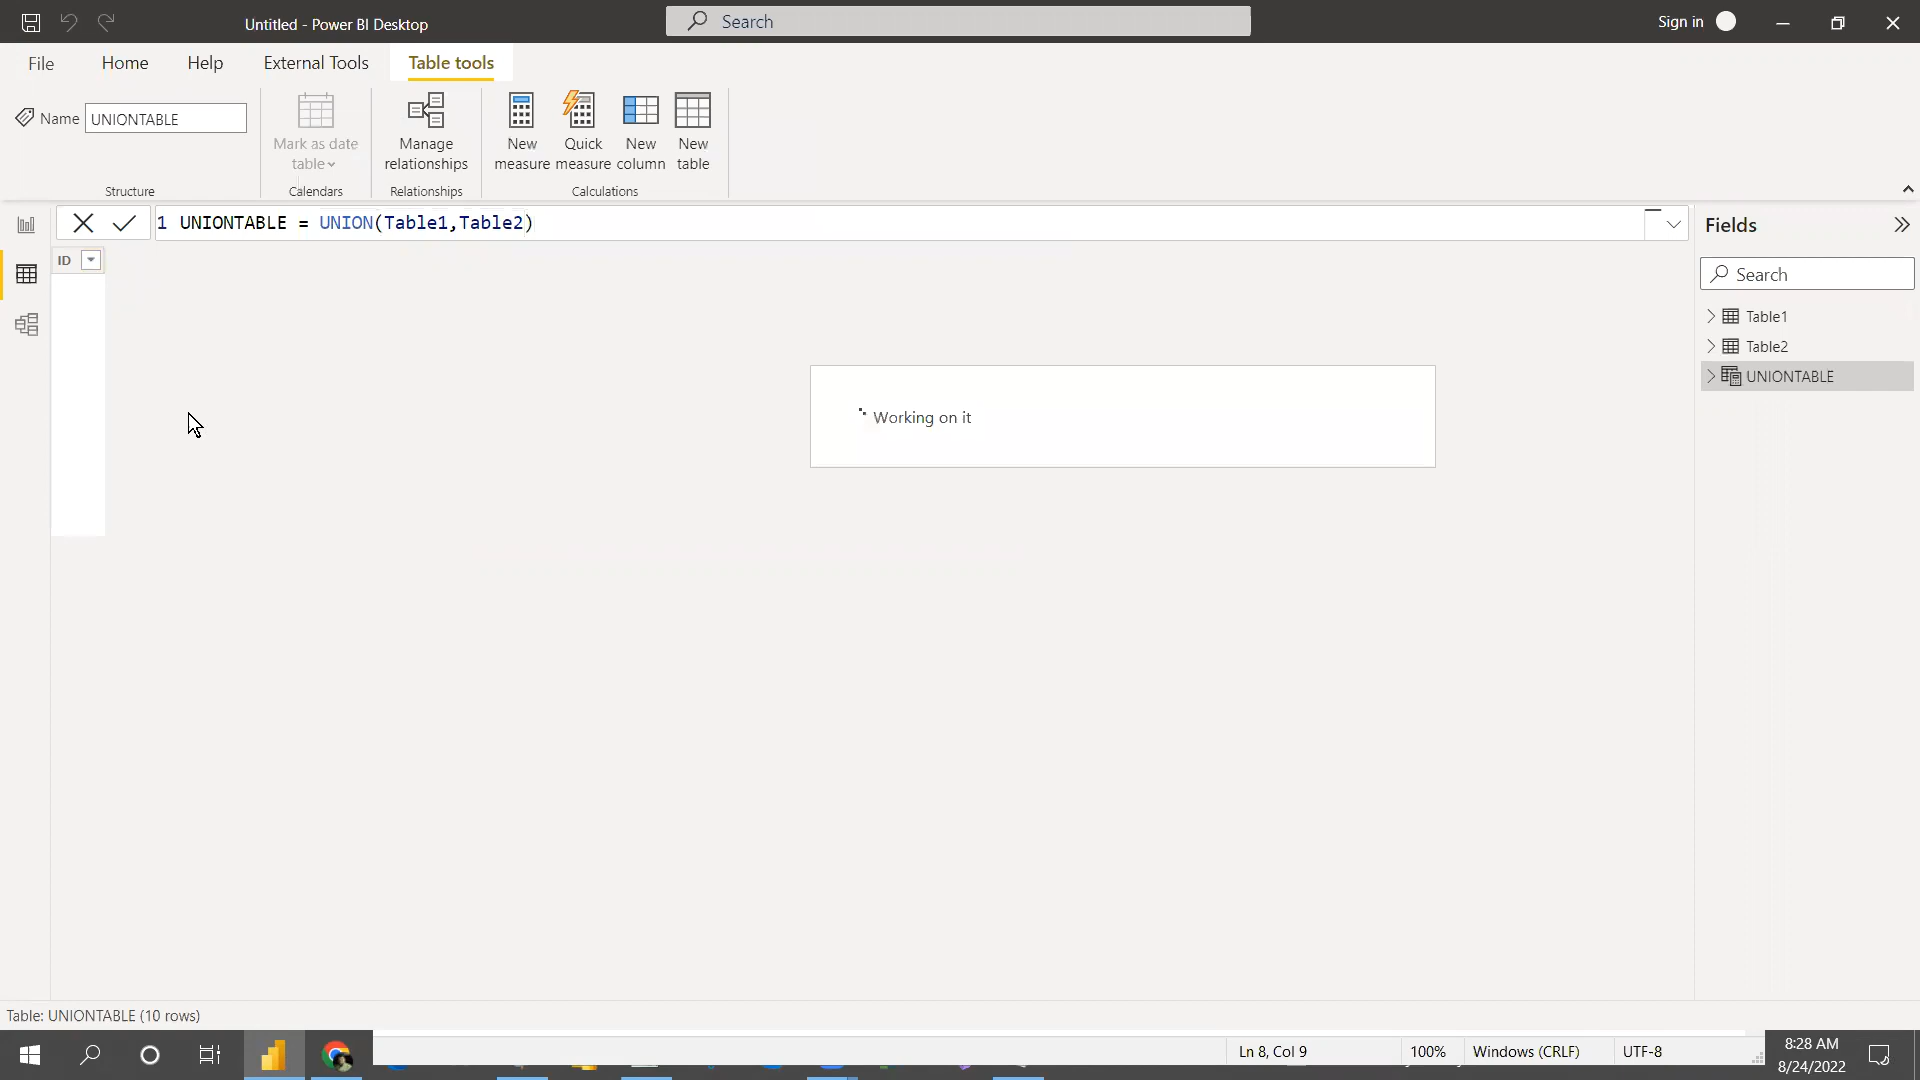 Untitled - Power BI Desktop
Search
Sign in
File
Home
Help
External Tools
Table tools
Name
UNIONTABLE
Mark as date
table
Manage
relationships
New
measure
Quick
measure
New
column
New
table
Structure
Calendars
Relationships
Calculations
1 UNIONTABLE = UNION(Table1,Table2)
Fields
ID
Search
Table1
Table2
UNIONTABLE
Working on it
Table: UNIONTABLE (10 rows)
Ln 8, Col 9
100%
Windows (CRLF)
UTF-8
8:28 AM
8/24/2022